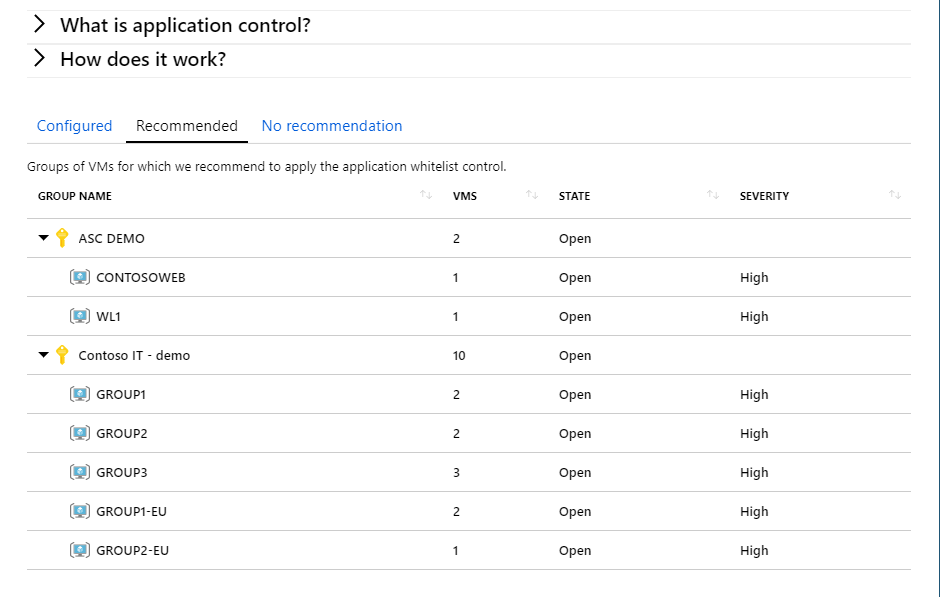 What is application control?
How does it work?
Configured Recommended No recommendation
Groups of VMs for which we recommend to apply the application whitelist control.
GROUP NAME VMS STATE SEVERITY
ASC DEMO 2 Open
CONTOSOWEB 1 Open High
WL1 1 Open High
Contoso IT - demo 10 Open
GROUP1 2 Open High
GROUP2 2 Open High
GROUP3 3 Open High
GROUP1-EU 2 Open High
GROUP2-EU 1 Open High